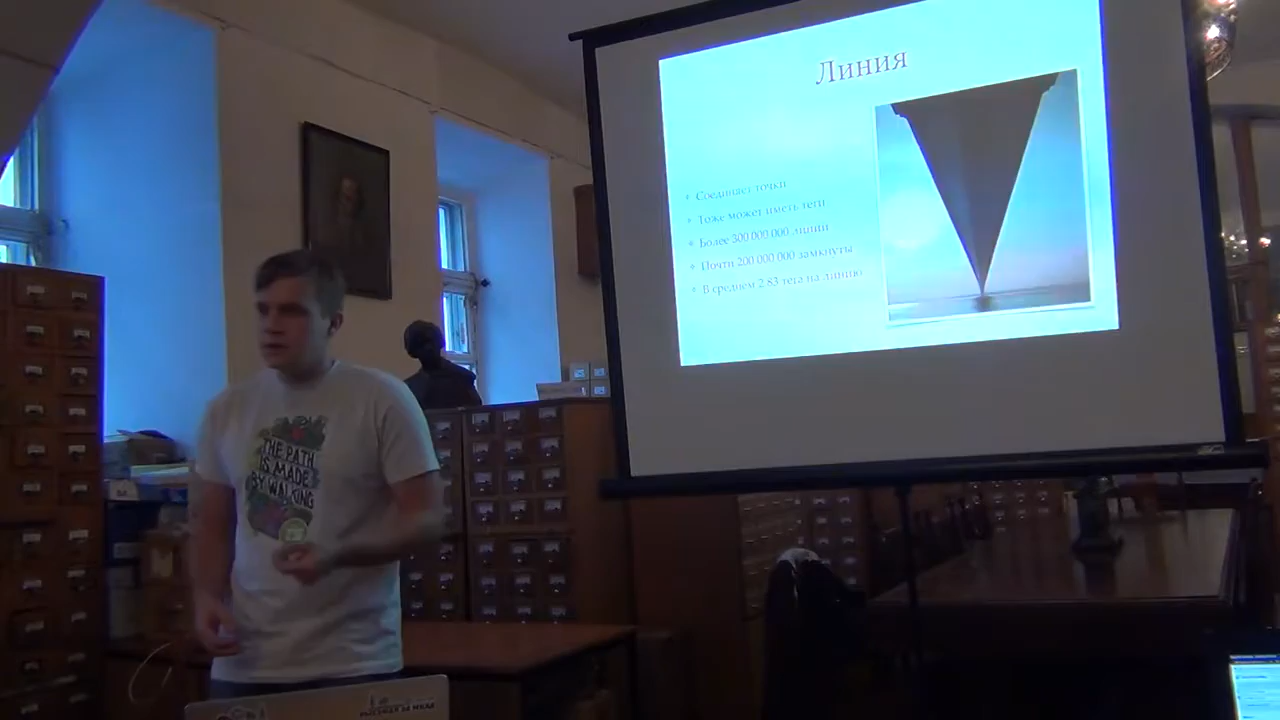 Линия
Соединяет точки
Тоже может иметь теги
Более 300 000 000 линий
Почти 200 000 000 замкнуты
В среднем 2.83 тега на линию
THE PATH
IS MADE
BY WALKING